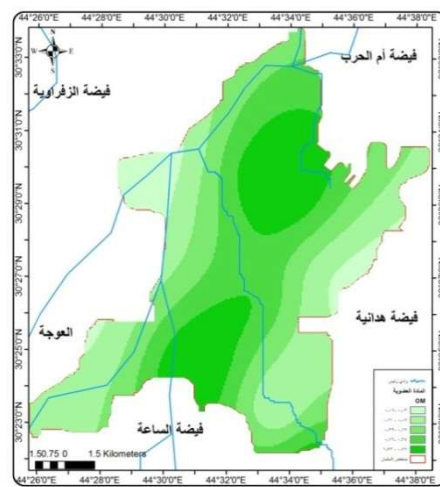 44°26'0"E 44°28'0"E 44°30'0"E 44°32'0"E 44°34'0"E 44°36'0"E 44°38'0"E
N
W E
S
فيضة أم الحرب
فيضة الزفراوية
30°33'0"N
30°31'0"N
30°29'0"N
30°27'0"N
30°25'0"N
30°23'0"N
العوجة
فيضة هدانية
فيضة الساعة
المادة العضوية
OM
1.50.75 0 1.5 Kilometers
44°26'0"E 44°28'0"E 44°30'0"E 44°32'0"E 44°34'0"E 44°36'0"E 44°38'0"E